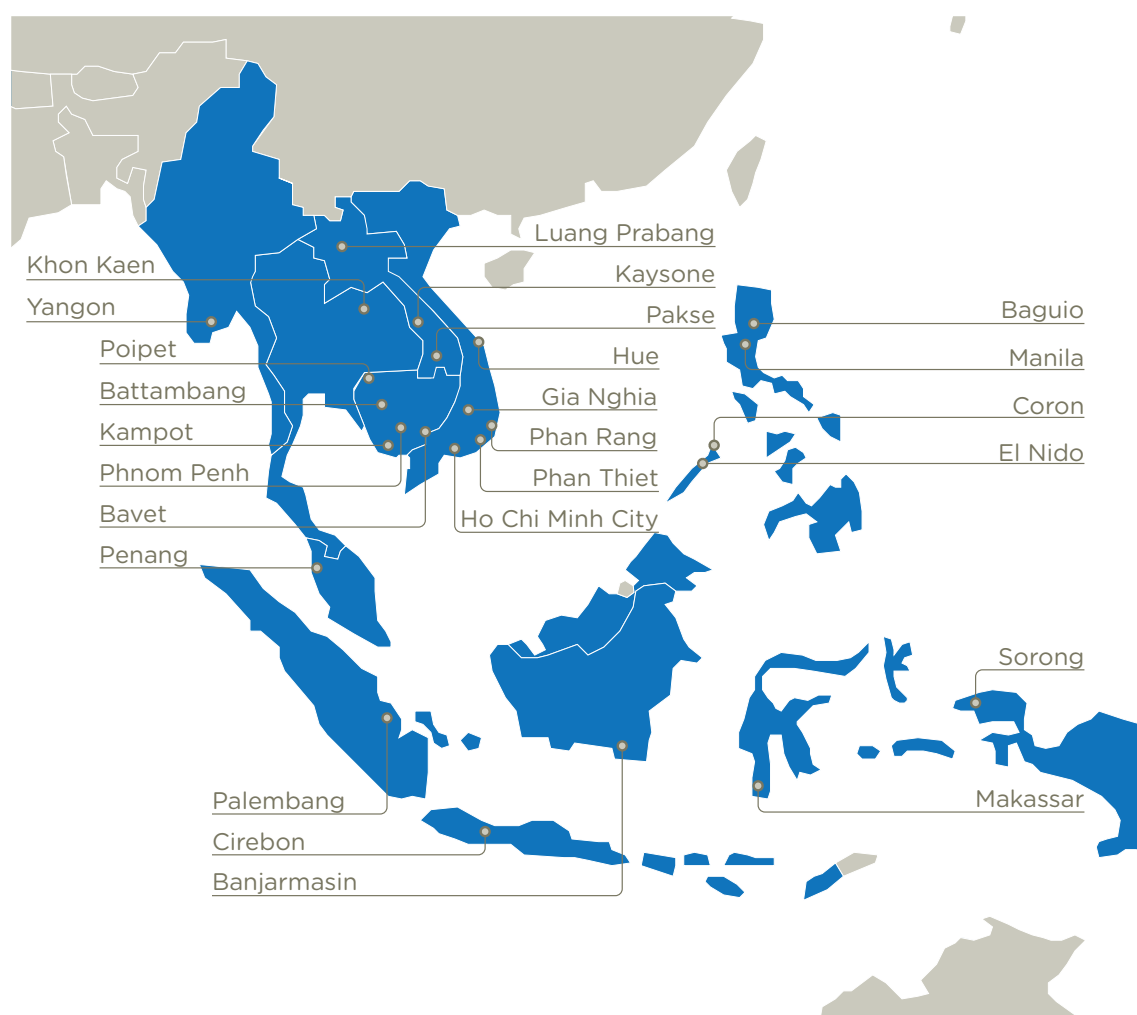 Luang Prabang
Khon Kaen
Kaysone
Yangon
Pakse
Baguio
Poipet
Hue
Manila
Battambang
Gia Nghia
Coron
Kampot
Phan Rang
El Nido
Phnom Penh
Phan Thiet
Bavet
Ho Chi Minh City
Penang
Sorong
Palembang
Makassar
Cirebon
Banjarmasin